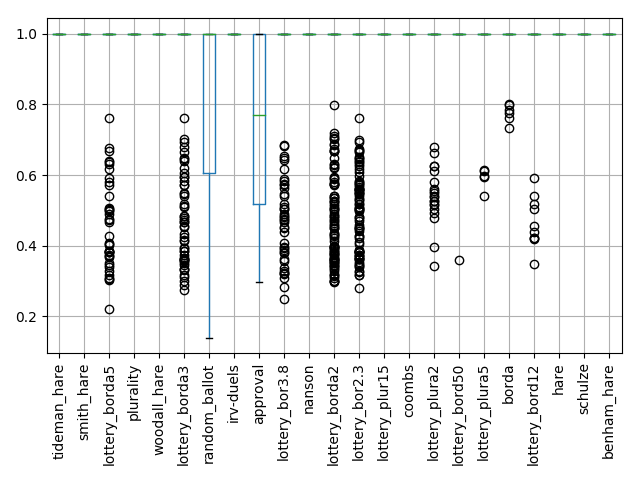 1.0
0.8
0.6
0.4
0.2
tideman_hare
smith_hare
lottery_borda5
plurality
woodall_hare
lottery_borda3
random_ballot
irv-duels
approval
lottery_bor3.8
nanson
lottery_borda2
lottery_bor2.3
lottery_plur15
coombs
lottery_plura2
lottery_bord50
lottery_plura5
borda
lottery_bord12
hare
schulze
benham_hare